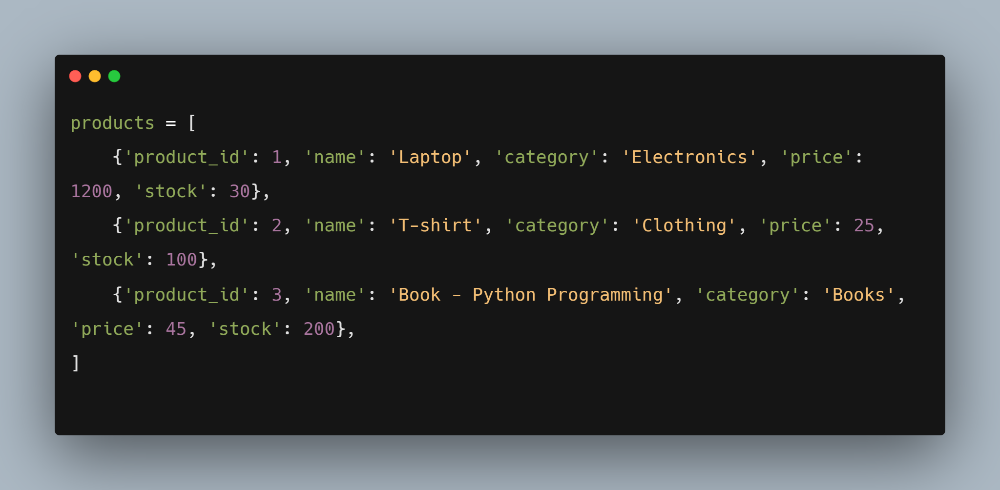 products = [
    {'product_id': 1, 'name': 'Laptop', 'category': 'Electronics', 'price':
1200, 'stock': 30},
    {'product_id': 2, 'name': 'T-shirt', 'category': 'Clothing', 'price': 25,
'stock': 100},
    {'product_id': 3, 'name': 'Book - Python Programming', 'category': 'Books',
'price': 45, 'stock': 200},
]